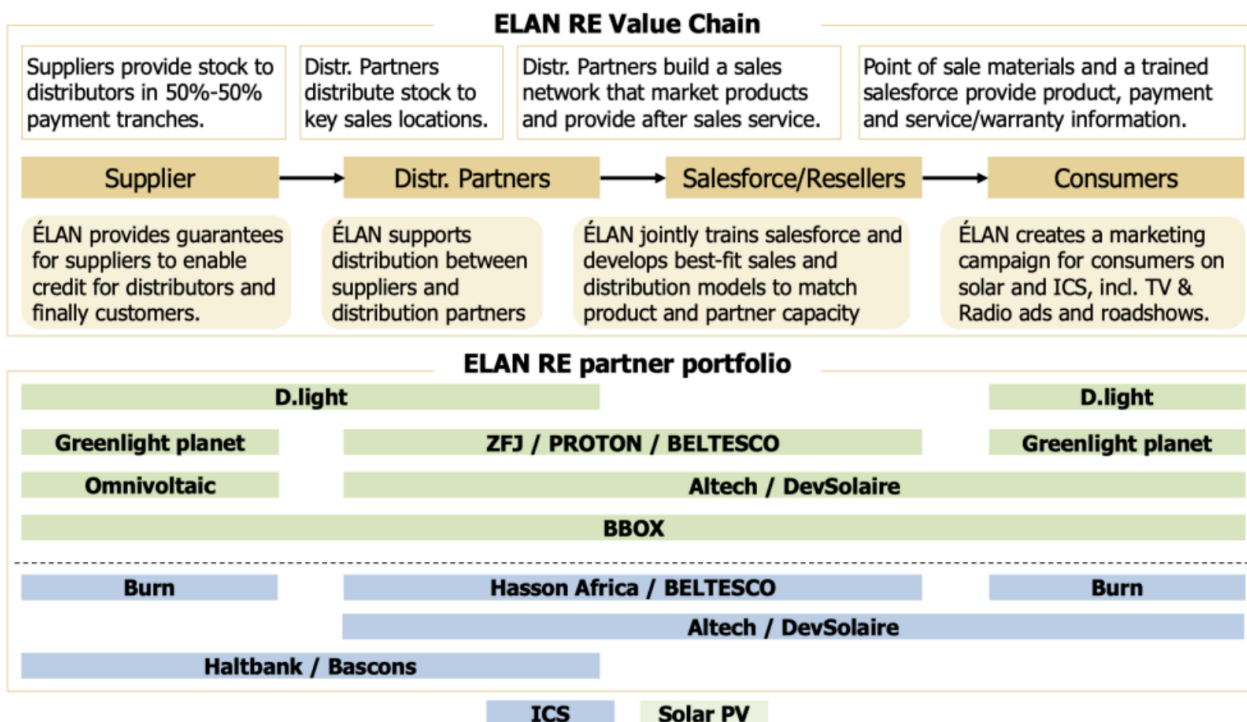 ELAN RE Value Chain
Suppliers provide stock to
distributors in 50%-50%
payment tranches.
Distr. Partners
distribute stock to
key sales locations.
Distr. Partners build a sales
network that market products
and provide after sales service.
Point of sale materials and a trained
salesforce provide product, payment
and service/warranty information.
Supplier
Distr. Partners
Salesforce/Resellers
Consumers
ÉLAN provides guarantees
for suppliers to enable
credit for distributors and
finally customers.
ÉLAN supports
distribution between
suppliers and
distribution partners
ÉLAN jointly trains salesforce and
develops best-fit sales and
distribution models to match
product and partner capacity
ÉLAN creates a marketing
campaign for consumers on
solar and ICS, incl. TV &
Radio ads and roadshows.
ELAN RE partner portfolio
D.light
D.light
Greenlight planet
ZFJ / PROTON / BELTESCO
Greenlight planet
Omnivoltaic
Altech / DevSolaire
BBOX
Burn
Hasson Africa / BELTESCO
Burn
Altech / DevSolaire
Haltbank / Bascons
ICS
Solar PV